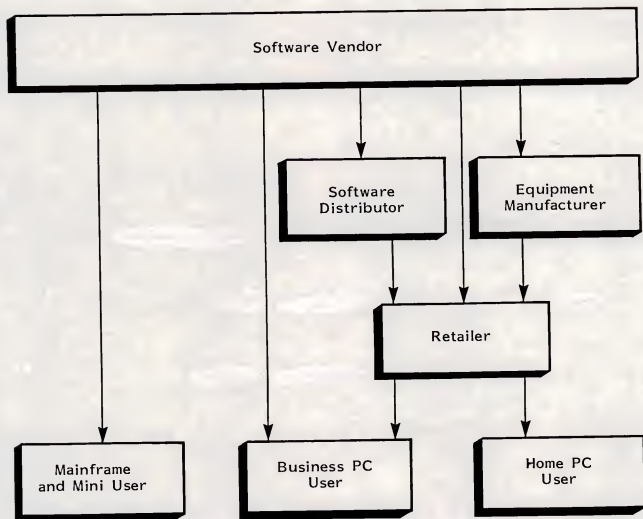 Software Vendor
Software
Distributor
Equipment
Manufacturer
Retailer
Mainframe
and Mini User
Business PC
User
Home PC
User